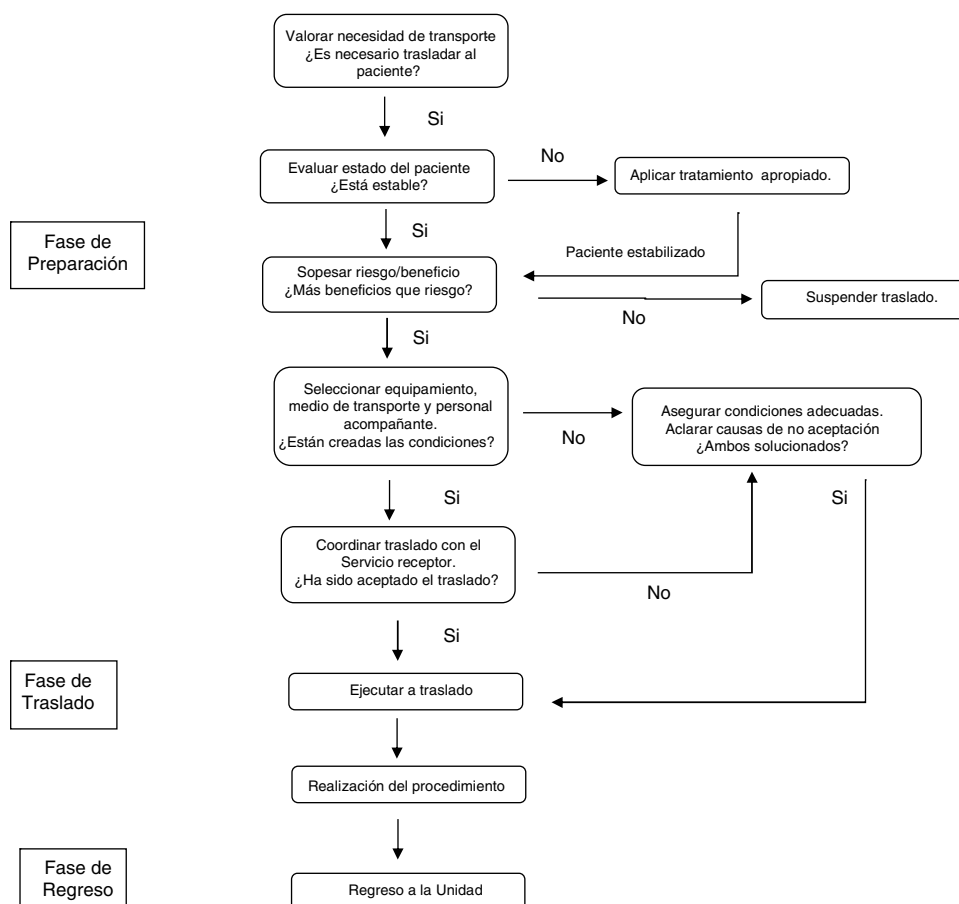 Valorar necesidad de transporte
¿Es necesario trasladar al
paciente?
Si
Evaluar estado del paciente
¿Está estable?
No
Aplicar tratamiento apropiado.
Fase de
Preparación
Si
Paciente estabilizado
Sopesar riesgo/beneficio
¿Más beneficios que riesgo?
No
Suspender traslado.
Si
Seleccionar equipamiento,
medio de transporte y personal
acompañante.
¿Están creadas las condiciones?
No
Asegurar condiciones adecuadas.
Aclarar causas de no aceptación
¿Ambos solucionados?
Si
Si
Coordinar traslado con el
Servicio receptor.
¿Ha sido aceptado el traslado?
No
Si
Fase de
Traslado
Ejecutar a traslado
Realización del procedimiento
Fase de
Regreso
Regreso a la Unidad